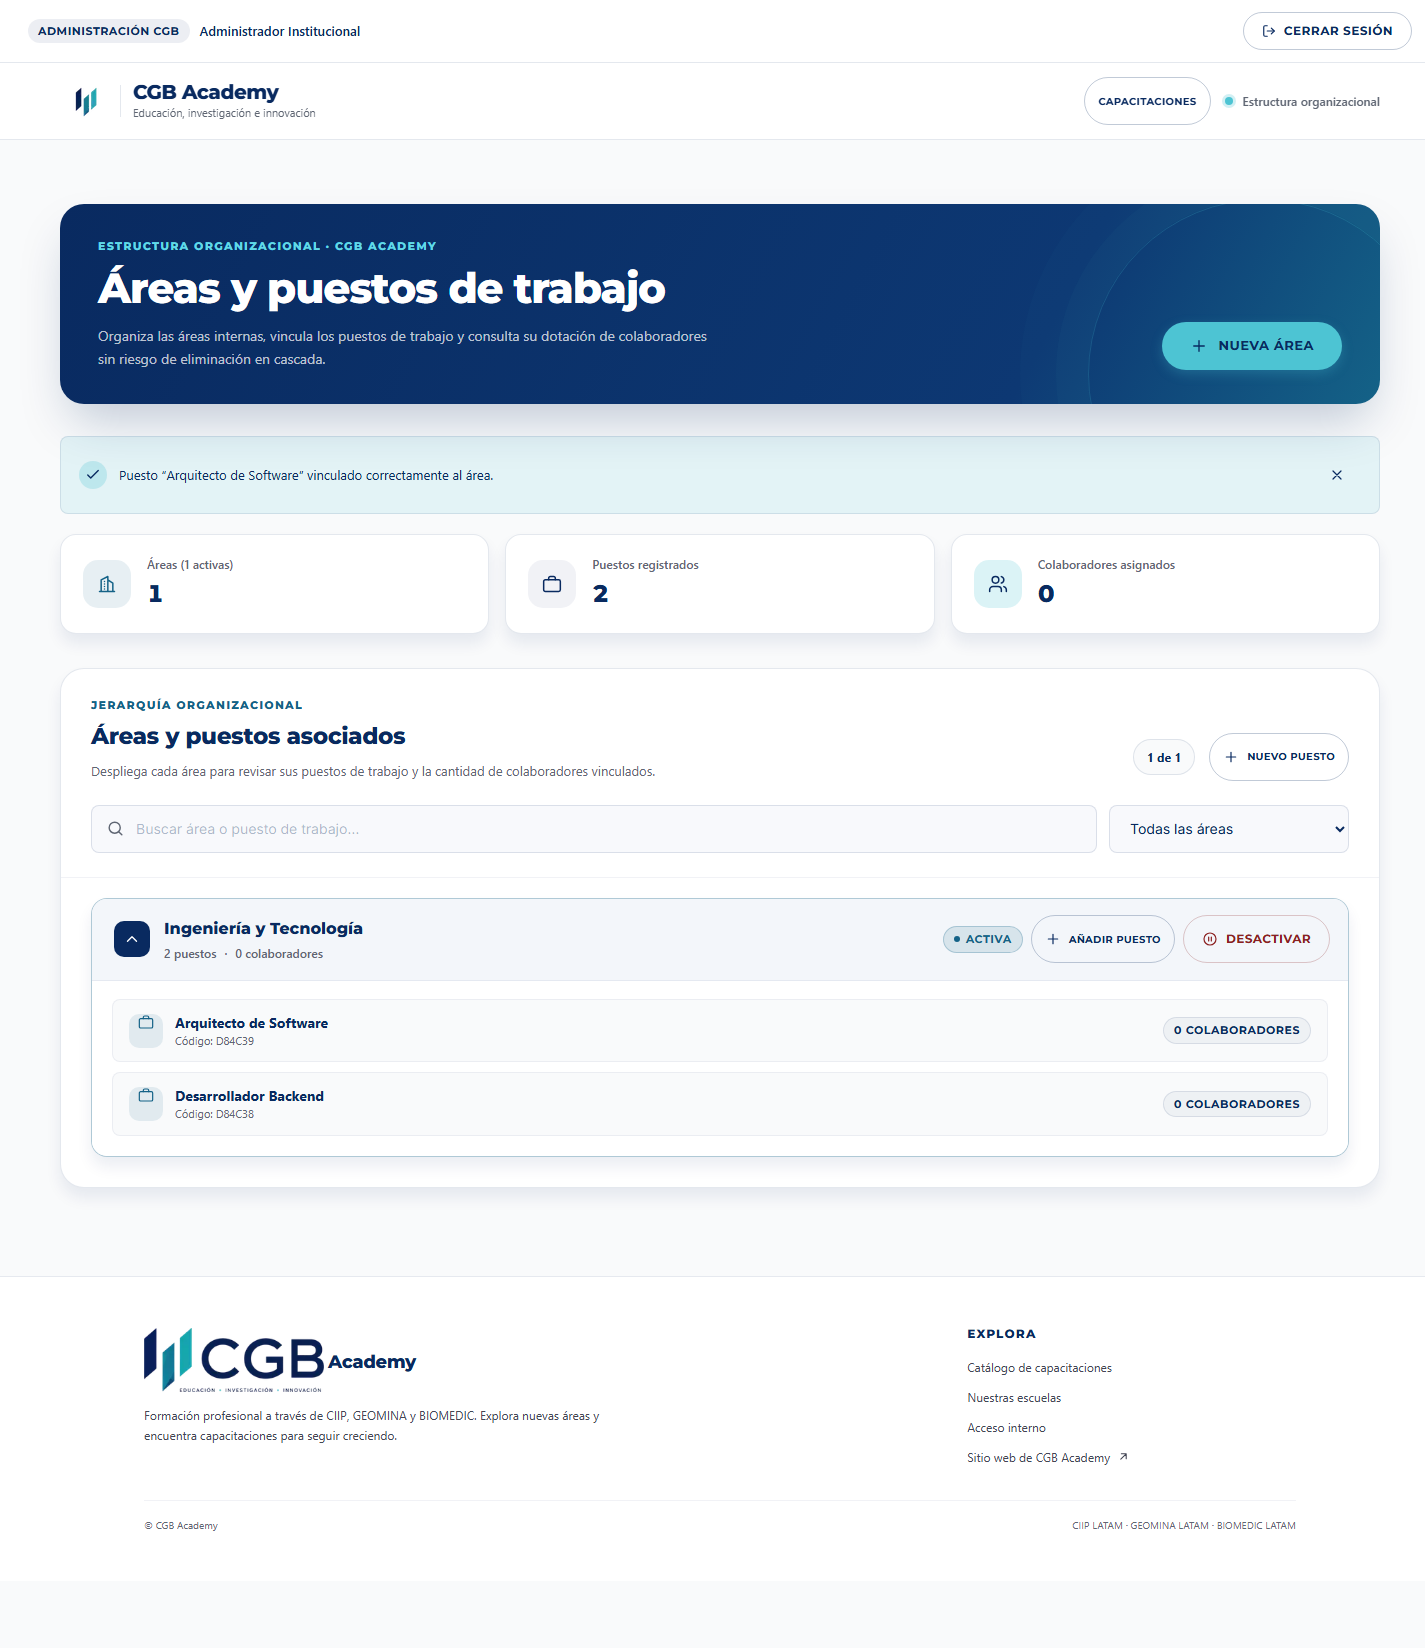 ADMINISTRACIÓN CGB
Administrador Institucional
CERRAR SESIÓN
CGB Academy
Educación, investigación e innovación
CAPACITACIONES
Estructura organizacional
ESTRUCTURA ORGANIZACIONAL · CGB ACADEMY
Áreas y puestos de trabajo
Organiza las áreas internas, vincula los puestos de trabajo y consulta su dotación de colaboradores
sin riesgo de eliminación en cascada.
NUEVA ÁREA
Puesto “Arquitecto de Software” vinculado correctamente al área.
Áreas (1 activas)
1
Puestos registrados
2
Colaboradores asignados
0
JERARQUÍA ORGANIZACIONAL
Áreas y puestos asociados
Despliega cada área para revisar sus puestos de trabajo y la cantidad de colaboradores vinculados.
1 de 1
NUEVO PUESTO
Buscar área o puesto de trabajo...
Todas las áreas
Ingeniería y Tecnología
2 puestos · 0 colaboradores
ACTIVA
AÑADIR PUESTO
DESACTIVAR
Arquitecto de Software
Código: D84C39
0 COLABORADORES
Desarrollador Backend
Código: D84C38
0 COLABORADORES
CGB Academy
EDUCACIÓN • INVESTIGACIÓN • INNOVACIÓN
Formación profesional a través de CIIP, GEOMINA y BIOMEDIC. Explora nuevas áreas y
encuentra capacitaciones para seguir creciendo.
EXPLORA
Catálogo de capacitaciones
Nuestras escuelas
Acceso interno
Sitio web de CGB Academy
© CGB Academy
CIIP LATAM · GEOMINA LATAM · BIOMEDIC LATAM